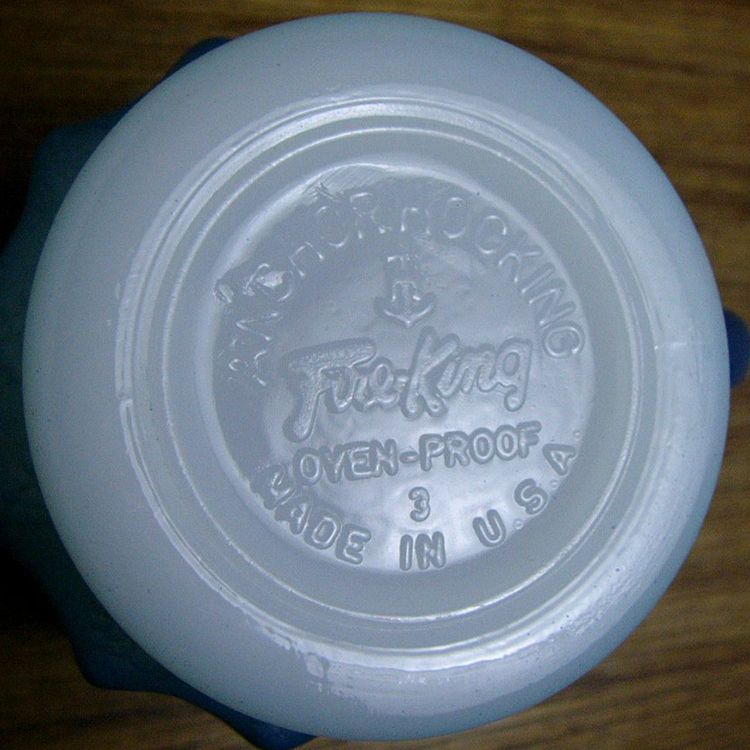 ANCHOR HOCKING
Fire-King
OVEN-PROOF
3
MADE IN U.S.A.